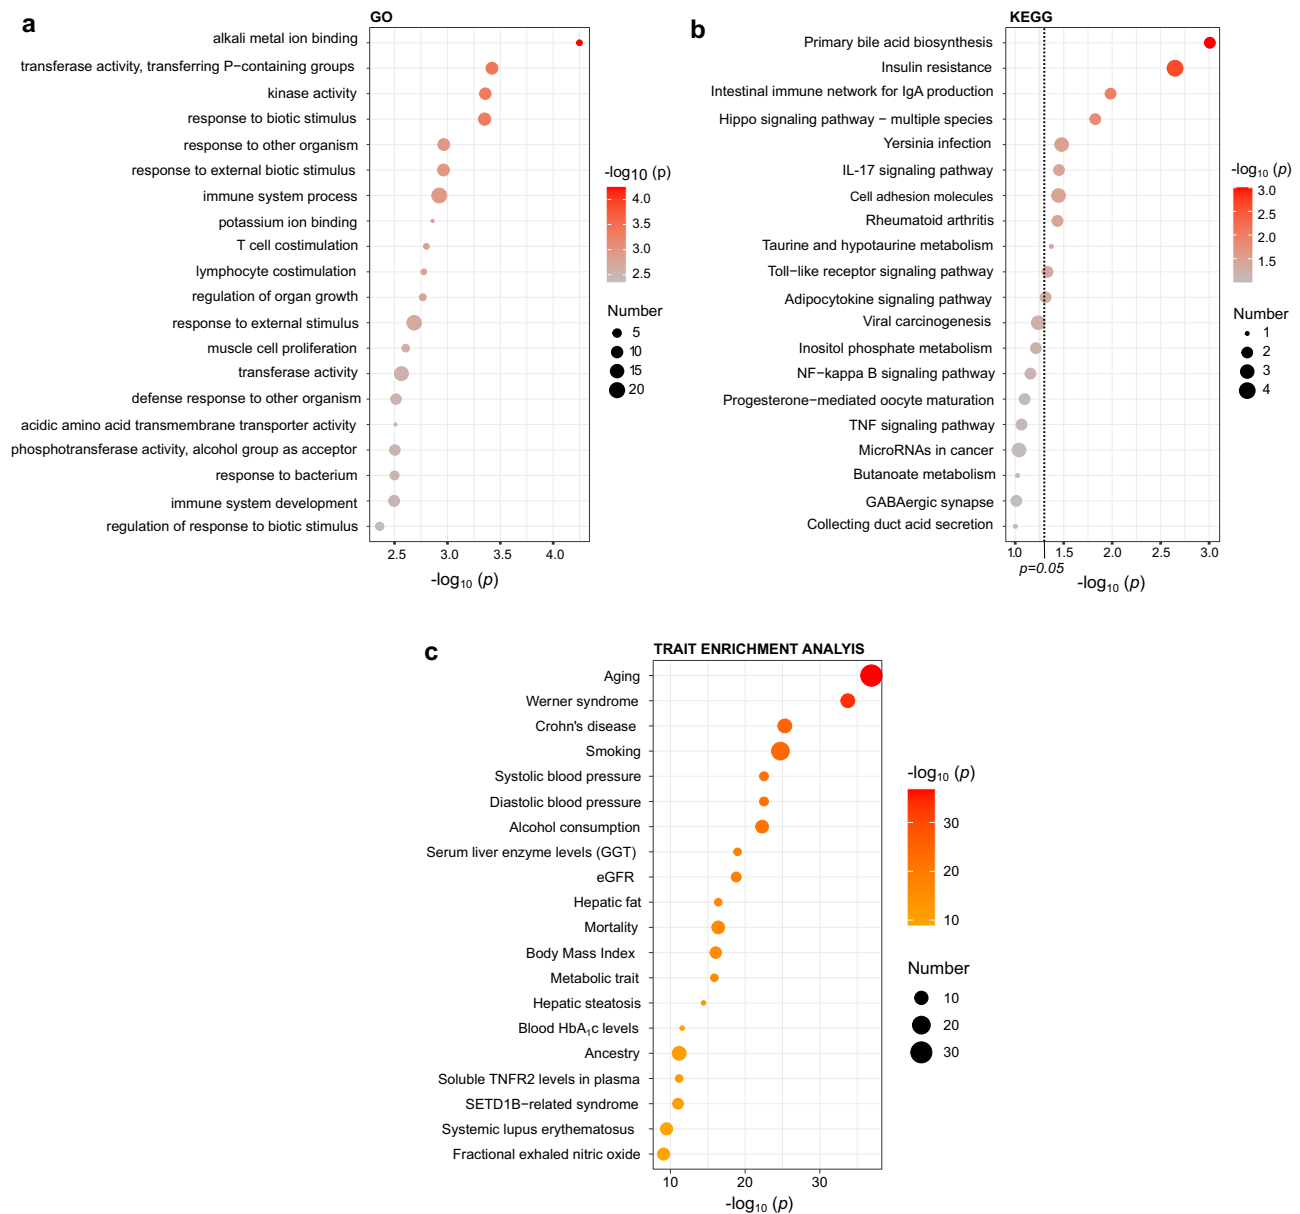 a
GO
alkali metal ion binding
transferase activity, transferring P−containing groups
kinase activity
response to biotic stimulus
response to other organism
response to external biotic stimulus
immune system process
potassium ion binding
T cell costimulation
lymphocyte costimulation
regulation of organ growth
response to external stimulus
muscle cell proliferation
transferase activity
defense response to other organism
acidic amino acid transmembrane transporter activity
phosphotransferase activity, alcohol group as acceptor
response to bacterium
immune system development
regulation of response to biotic stimulus
2.5 3.0 3.5 4.0
-log10 (p)
-log10 (p)
4.0
3.5
3.0
2.5
Number
5
10
15
20
b
KEGG
Primary bile acid biosynthesis
Insulin resistance
Intestinal immune network for IgA production
Hippo signaling pathway − multiple species
Yersinia infection
IL−17 signaling pathway
Cell adhesion molecules
Rheumatoid arthritis
Taurine and hypotaurine metabolism
Toll−like receptor signaling pathway
Adipocytokine signaling pathway
Viral carcinogenesis
Inositol phosphate metabolism
NF−kappa B signaling pathway
Progesterone−mediated oocyte maturation
TNF signaling pathway
MicroRNAs in cancer
Butanoate metabolism
GABAergic synapse
Collecting duct acid secretion
1.0 1.5 2.0 2.5 3.0
p=0.05
-log10 (p)
-log10 (p)
3.0
2.5
2.0
1.5
Number
1
2
3
4
c
TRAIT ENRICHMENT ANALYIS
Aging
Werner syndrome
Crohn's disease
Smoking
Systolic blood pressure
Diastolic blood pressure
Alcohol consumption
Serum liver enzyme levels (GGT)
eGFR
Hepatic fat
Mortality
Body Mass Index
Metabolic trait
Hepatic steatosis
Blood HbA1c levels
Ancestry
Soluble TNFR2 levels in plasma
SETD1B−related syndrome
Systemic lupus erythematosus
Fractional exhaled nitric oxide
10 20 30
-log10 (p)
-log10 (p)
30
20
10
Number
10
20
30